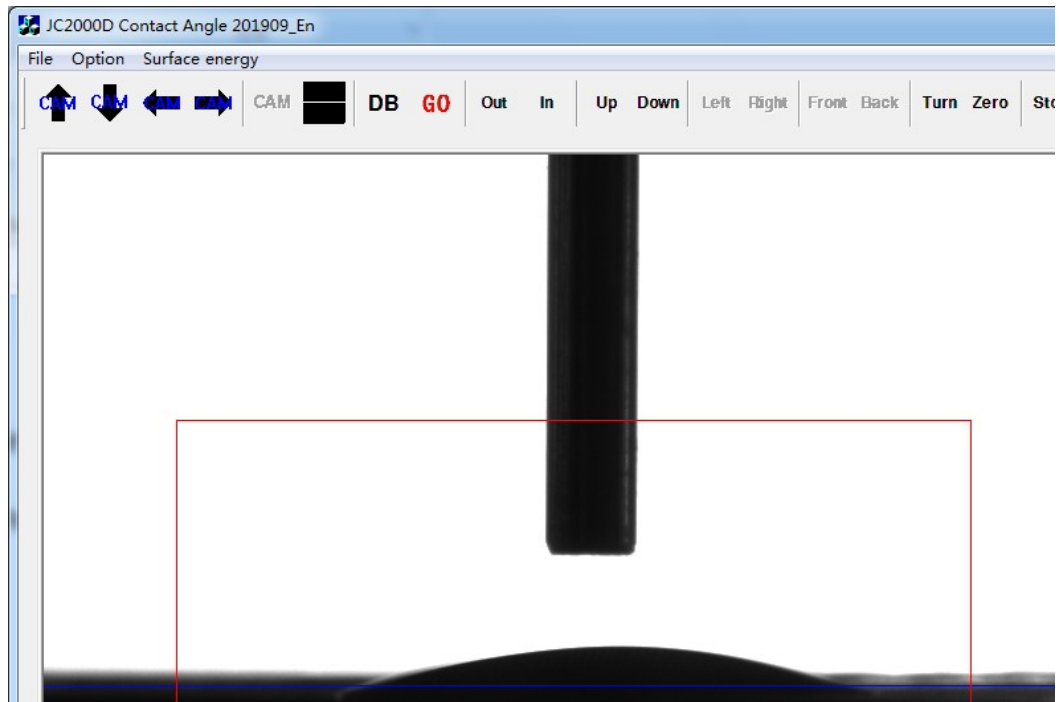 JC2000D Contact Angle 201909_En
File Option Surface energy
CAM CAM CAM CAM CAM DB GO Out In Up Down Left Right Front Back Turn Zero Sto